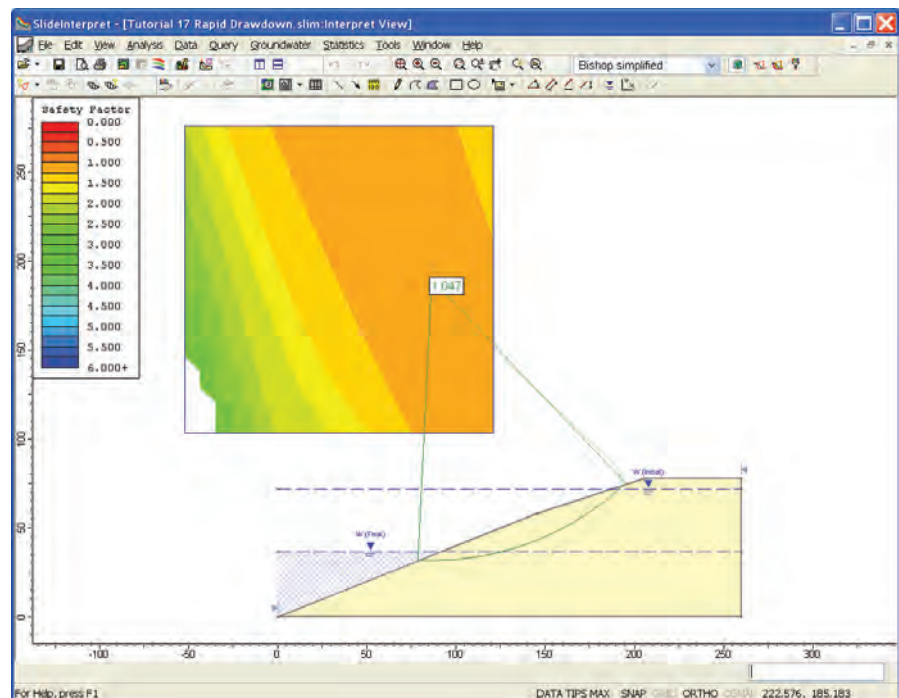 SlideInterpret - [Tutorial 17 Rapid Drawdown.slim:Interpret View]
File Edit View Analysis Data Query Groundwater Statistics Tools Window Help
Bishop simplified
Safety Factor
0.000
0.500
1.000
1.500
2.000
2.500
3.000
3.500
4.000
4.500
5.000
5.500
6.000+
250
200
150
100
50
0
1.047
W (Initial)
W (Final)
-100 -50 0 50 100 150 200 250 300
For Help, press F1
DATA TIPS MAX SNAP GRID ORTHO OSNAP 222.576, 185.183